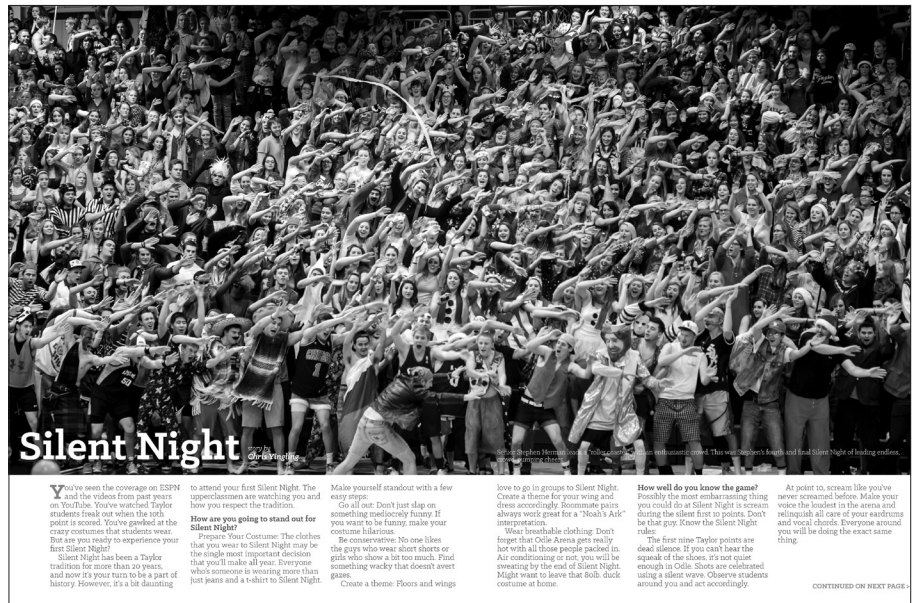 Silent Night
story by
Chris Yingling
Senior Stephen Herman leads a "roller coaster" with an enthusiastic crowd. This was Stephen's fourth and final Silent Night of leading endless,
crowd-pumping cheers.
You've seen the coverage on ESPN
and the videos from past years
on YouTube. You've watched Taylor
students freak out when the 10th
point is scored. You've gawked at the
crazy costumes that students wear.
But are you ready to experience your
first Silent Night?
Silent Night has been a Taylor
tradition for more than 20 years,
and now it's your turn to be a part of
history. However, it's a bit daunting
to attend your first Silent Night. The
upperclassmen are watching you and
how you respect the tradition.
How are you going to stand out for
Silent Night?
Prepare Your Costume: The clothes
that you wear to Silent Night may be
the single most important decision
that you'll make all year. Everyone
who's someone is wearing more than
just jeans and a t-shirt to Silent Night.
Make yourself standout with a few
easy steps:
Go all out: Don't just slap on
something mediocrely funny. If
you want to be funny, make your
costume hilarious.
Be conservative: No one likes
the guys who wear short shorts or
girls who show a bit too much. Find
something wacky that doesn't avert
gazes.
Create a theme: Floors and wings
love to go in groups to Silent Night.
Create a theme for your wing and
dress accordingly. Roommate pairs
always work great for a "Noah's Ark"
interpretation.
Wear breathable clothing: Don't
forget that Odle Arena gets really
hot with all those people packed in.
Air conditioning or not, you will be
sweating by the end of Silent Night.
Might want to leave that 80lb. duck
costume at home.
How well do you know the game?
Possibly the most embarrassing thing
you could do at Silent Night is scream
during the silent first 10 points. Don't
be that guy. Know the Silent Night
rules:
The first nine Taylor points are
dead silence. If you can't hear the
squeak of the shoes, it's not quiet
enough in Odle. Shots are celebrated
using a silent wave. Observe students
around you and act accordingly.
At point 10, scream like you've
never screamed before. Make your
voice the loudest in the arena and
relinquish all care of your eardrums
and vocal chords. Everyone around
you will be doing the exact same
thing.
CONTINUED ON NEXT PAGE »